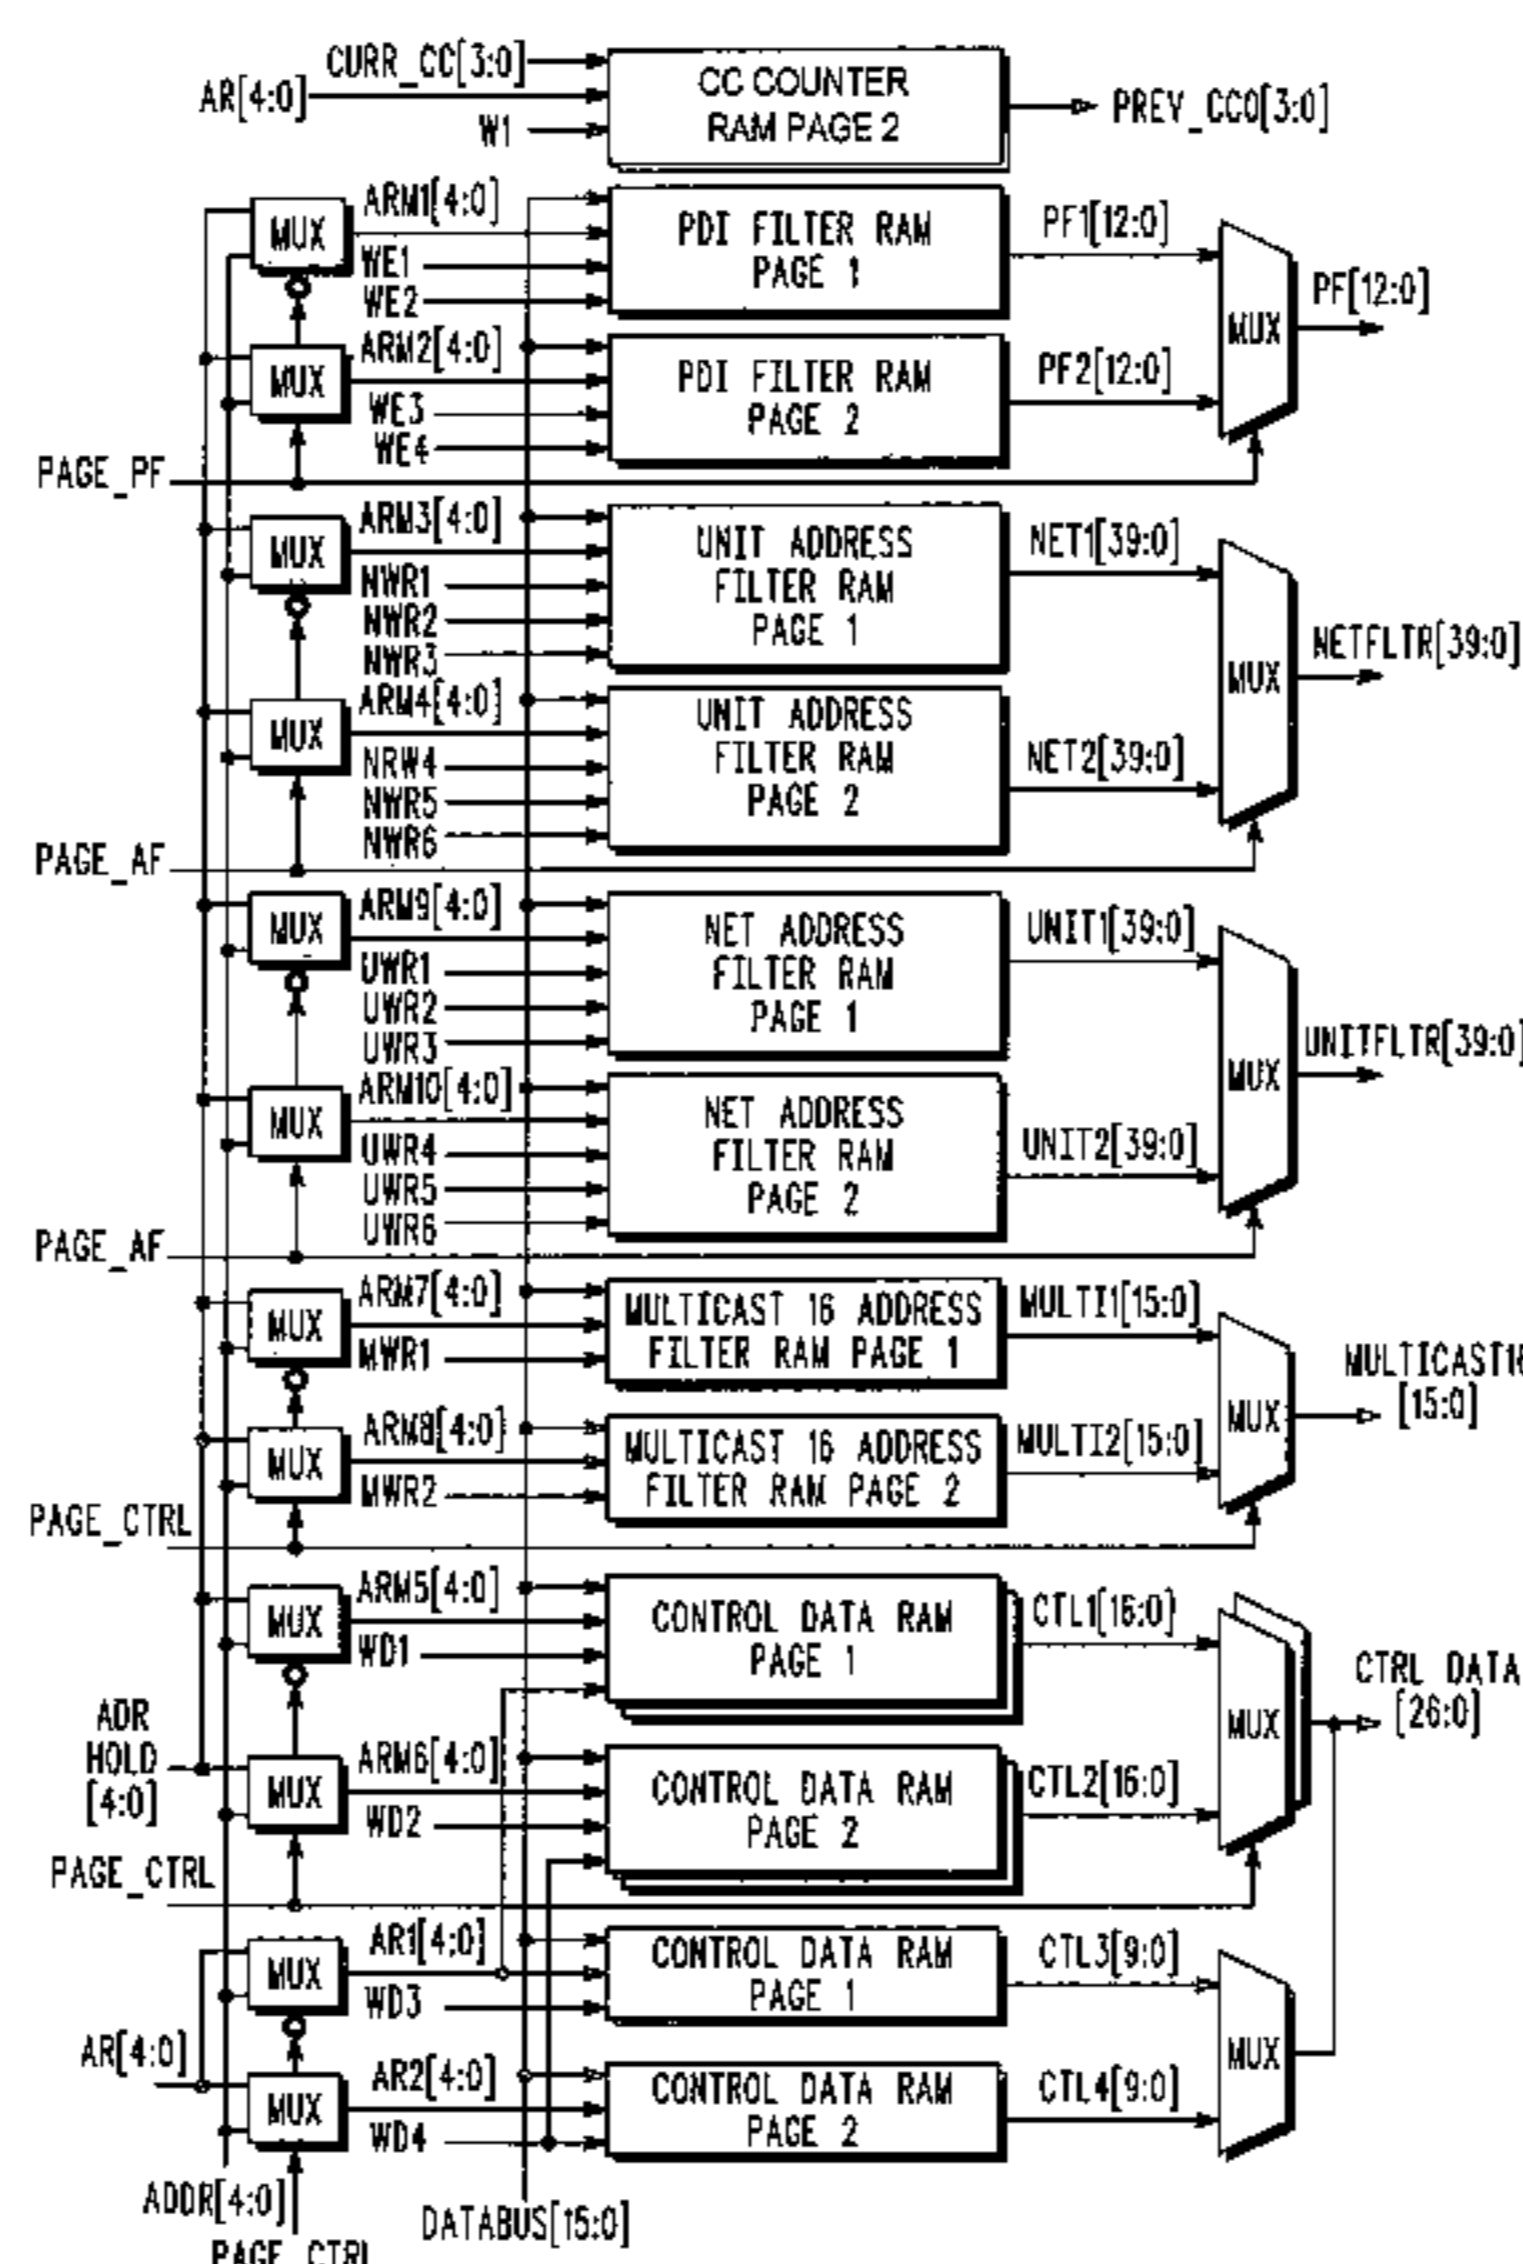 CURR_CC[3:0]
AR[4:0]
W1
CC COUNTER
RAM PAGE 2
PREV_CCO[3:0]
MUX
ARM1[4:0]
WE1
WE2
PDI FILTER RAM
PAGE 1
PF1[12:0]
MUX
ARM2[4:0]
WE3
WE4
PDI FILTER RAM
PAGE 2
PF2[12:0]
MUX
PF[12:0]
PAGE_PF
MUX
ARM3[4:0]
NWR1
NWR2
NWR3
UNIT ADDRESS
FILTER RAM
PAGE 1
NET1[39:0]
MUX
ARM4[4:0]
NRW4
NWR5
NWR6
UNIT ADDRESS
FILTER RAM
PAGE 2
NET2[39:0]
MUX
NETFLTR[39:0]
PAGE_AF
MUX
ARM9[4:0]
UWR1
UWR2
UWR3
NET ADDRESS
FILTER RAM
PAGE 1
UNIT1[39:0]
MUX
ARM10[4:0]
UWR4
UWR5
UWR6
NET ADDRESS
FILTER RAM
PAGE 2
UNIT2[39:0]
MUX
UNITFLTR[39:0]
PAGE_AF
MUX
ARM7[4:0]
MWR1
MULTICAST 16 ADDRESS
FILTER RAM PAGE 1
MULTI1[15:0]
MUX
ARM8[4:0]
MWR2
MULTICAST 16 ADDRESS
FILTER RAM PAGE 2
MULTI2[15:0]
MUX
MULTICAST16
[15:0]
PAGE_CTRL
MUX
ARM5[4:0]
WD1
CONTROL DATA RAM
PAGE 1
CTL1[16:0]
ADR
HOLD
[4:0]
MUX
ARM6[4:0]
WD2
CONTROL DATA RAM
PAGE 2
CTL2[16:0]
MUX
CTRL DATA
[26:0]
PAGE_CTRL
MUX
AR1[4:0]
WD3
CONTROL DATA RAM
PAGE 1
CTL3[9:0]
AR[4:0]
MUX
AR2[4:0]
WD4
CONTROL DATA RAM
PAGE 2
CTL4[9:0]
MUX
ADDR[4:0]
DATABUS[15:0]
PAGE_CTRL